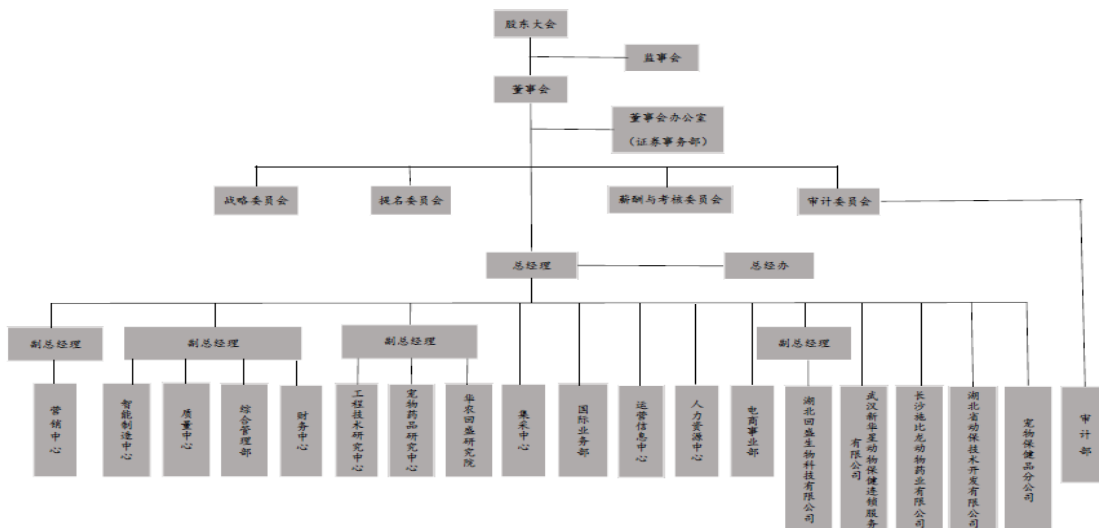 股东大会
监事会
董事会
董事会办公室
（证券事务部）
战略委员会
提名委员会
薪酬与考核委员会
审计委员会
总经理
总经办
副总经理
副总经理
副总经理
副总经理
营销中心
智能制造中心
质量中心
综合管理部
财务中心
工程技术研究中心
宠物药品研究中心
华农回盛研究院
集采中心
国际业务部
运营信息中心
人力资源中心
电商事业部
湖北回盛生物科技有限公司
武汉新华星动物保健连锁服务
有限公司
长沙施比龙动物药业有限公司
湖北省动保技术开发有限公司
宠物保健品分公司
审计部